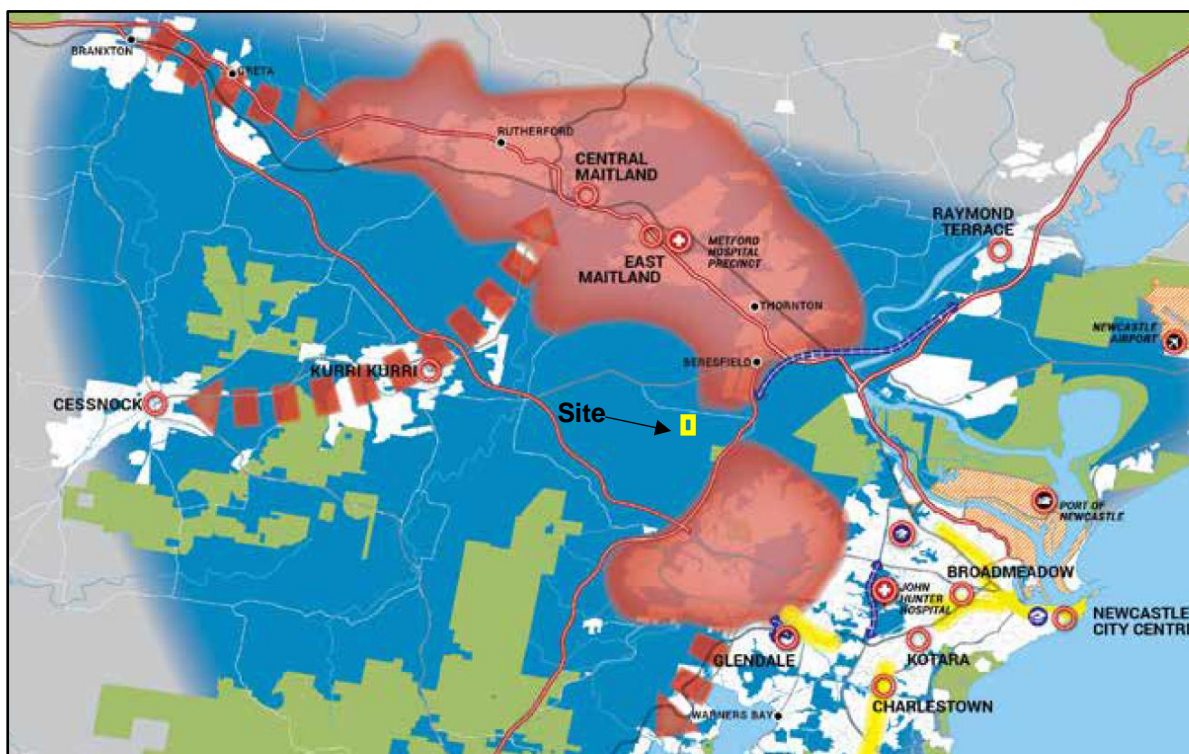 BRANXTON
GRETA
RUTHERFORD
CENTRAL
MAITLAND
RAYMOND
TERRACE
EAST
MAITLAND
METFORD
HOSPITAL
PRECINCT
THORNTON
NEWCASTLE
AIRPORT
BERESFIELD
KURRI KURRI
CESSNOCK
Site
PORT OF
NEWCASTLE
BROADMEADOW
JOHN
HUNTER
HOSPITAL
NEWCASTLE
CITY CENTRE
GLENDALE
KOTARA
CHARLESTOWN
WARNERS BAY